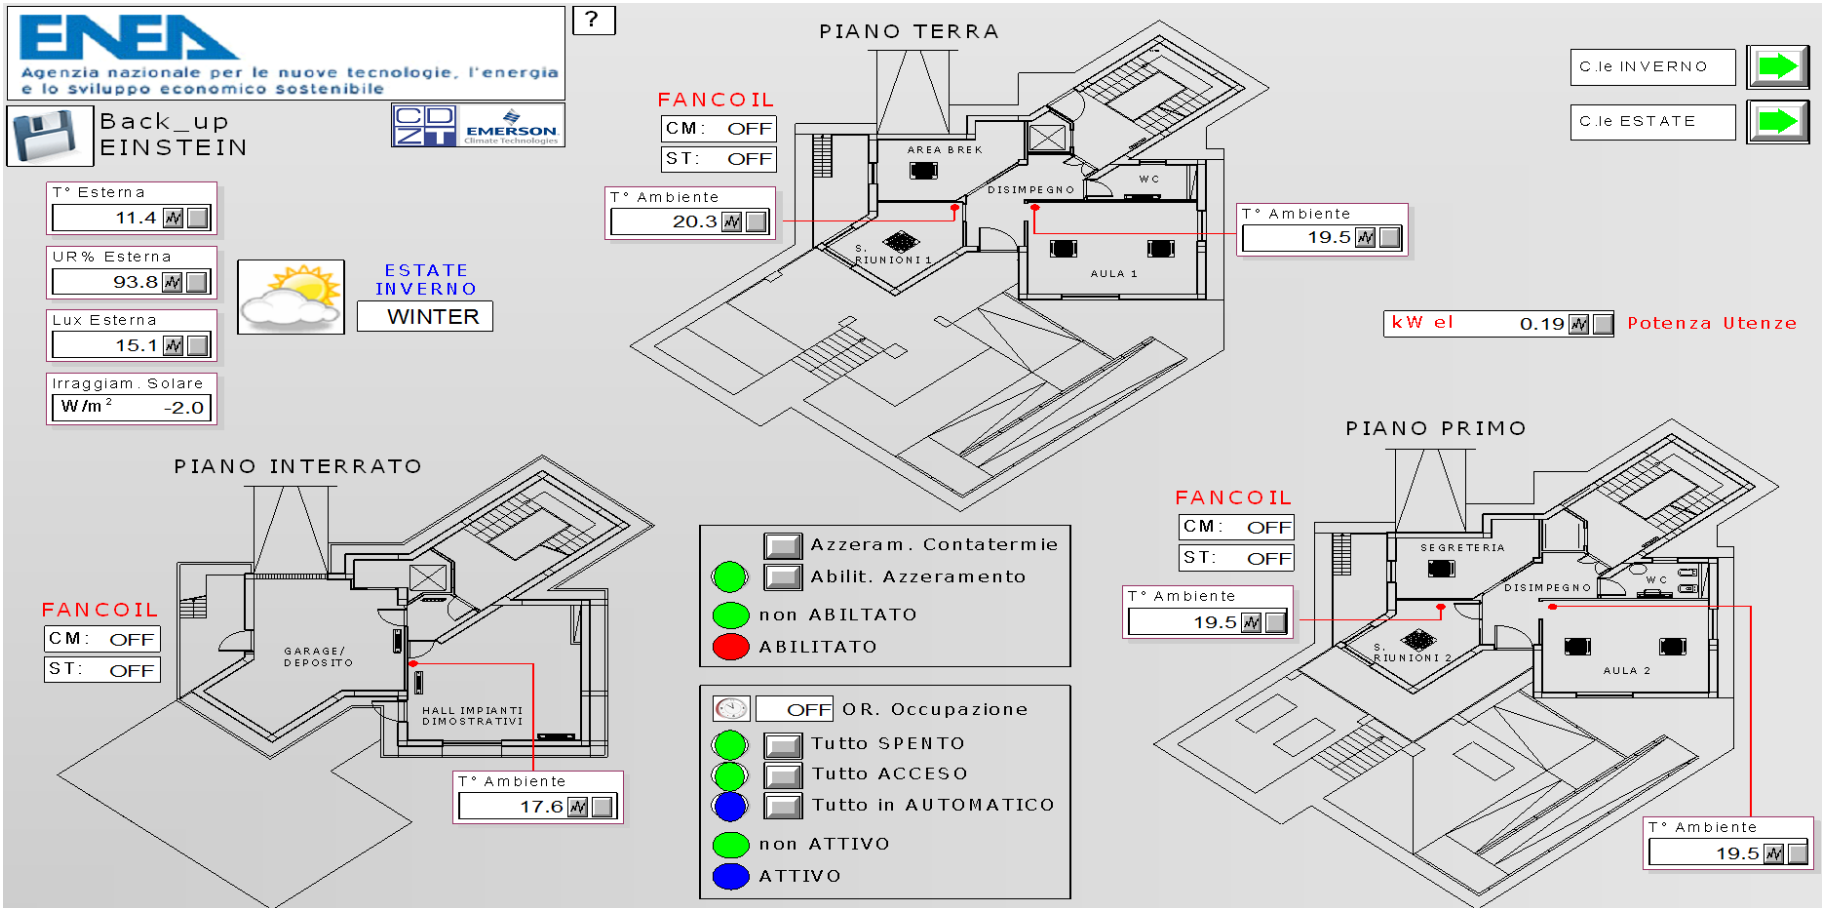 ENEA
Agenzia nazionale per le nuove tecnologie, l'energia
e lo sviluppo economico sostenibile
?
Back_up
EINSTEIN
CD
ZT
EMERSON.
Climate Technologies
PIANO TERRA
C.le INVERNO
C.le ESTATE
FANCOIL
CM: OFF
ST: OFF
T° Ambiente
20.3
AREA BREK
DISIMPEGNO
WC
S.
RIUNIONI 1
AULA 1
T° Ambiente
19.5
T° Esterna
11.4
UR% Esterna
93.8
Lux Esterna
15.1
Irraggiam. Solare
W/m² -2.0
ESTATE
INVERNO
WINTER
kW el 0.19 Potenza Utenze
PIANO INTERRATO
FANCOIL
CM: OFF
ST: OFF
GARAGE/
DEPOSITO
HALL IMPIANTI
DIMOSTRATIVI
T° Ambiente
17.6
Azzeram. Contatermie
Abilit. Azzeramento
non ABILTATO
ABILITATO
OFF OR. Occupazione
Tutto SPENTO
Tutto ACCESO
Tutto in AUTOMATICO
non ATTIVO
ATTIVO
PIANO PRIMO
FANCOIL
CM: OFF
ST: OFF
T° Ambiente
19.5
SEGRETERIA
DISIMPEGNO
WC
S.
RIUNIONI 2
AULA 2
T° Ambiente
19.5